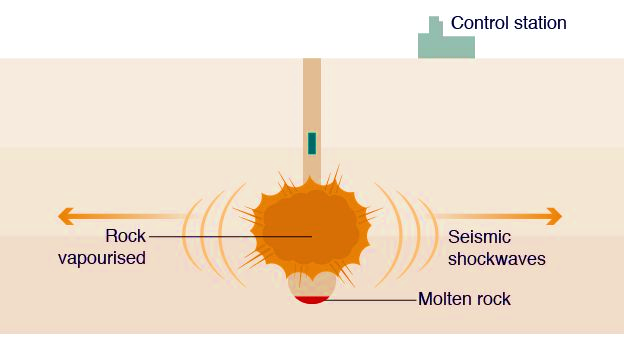 Control station
Rock
vapourised
Seismic
shockwaves
Molten rock